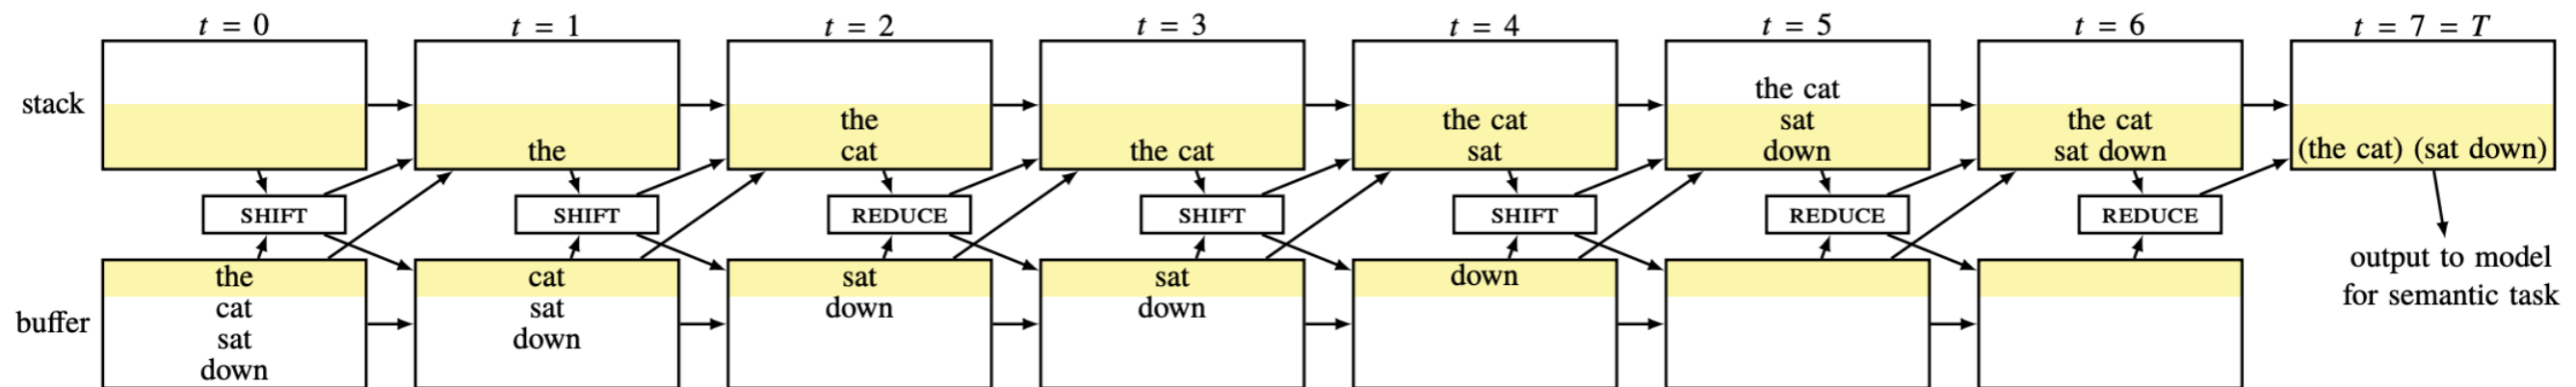 t = 0 t = 1 t = 2 t = 3 t = 4 t = 5 t = 6 t = 7 = T
stack
the
the
cat
the cat
the cat
sat
the cat
sat
down
the cat
sat down
(the cat) (sat down)
SHIFT SHIFT REDUCE SHIFT SHIFT REDUCE REDUCE
buffer
the
cat
sat
down
cat
sat
down
sat
down
sat
down
down
output to model
for semantic task